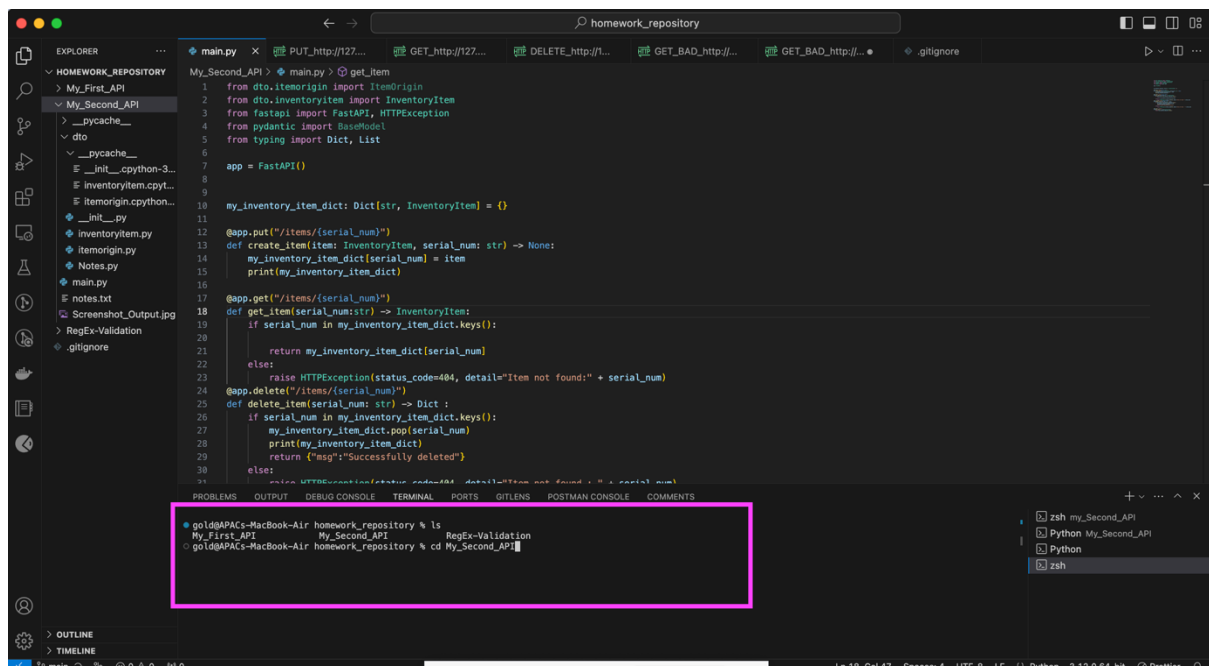 homework_repository
EXPLORER
HOMEWORK_REPOSITORY
My_First_API
My_Second_API
__pycache__
dto
__pycache__
__init__.cpython-3...
inventoryitem.cpyt...
itemorigin.cpython...
__init__.py
inventoryitem.py
itemorigin.py
Notes.py
main.py
notes.txt
Screenshot_Output.jpg
RegEx-Validation
.gitignore
OUTLINE
TIMELINE
main.py PUT_http://127.... GET_http://127.... DELETE_http://1... GET_BAD_http://... GET_BAD_http://... .gitignore
My_Second_API > main.py > get_item
1 from dto.itemorigin import ItemOrigin
2 from dto.inventoryitem import InventoryItem
3 from fastapi import FastAPI, HTTPException
4 from pydantic import BaseModel
5 from typing import Dict, List
6
7 app = FastAPI()
8
9
10 my_inventory_item_dict: Dict[str, InventoryItem] = {}
11
12 @app.put("/items/{serial_num}")
13 def create_item(item: InventoryItem, serial_num: str) -> None:
14 my_inventory_item_dict[serial_num] = item
15 print(my_inventory_item_dict)
16
17 @app.get("/items/{serial_num}")
18 def get_item(serial_num:str) -> InventoryItem:
19 if serial_num in my_inventory_item_dict.keys():
20
21 return my_inventory_item_dict[serial_num]
22 else:
23 raise HTTPException(status_code=404, detail="Item not found:" + serial_num)
24 @app.delete("/items/{serial_num}")
25 def delete_item(serial_num: str) -> Dict :
26 if serial_num in my_inventory_item_dict.keys():
27 my_inventory_item_dict.pop(serial_num)
28 print(my_inventory_item_dict)
29 return {"msg":"Successfully deleted"}
30 else:
31 raise HTTPException(status_code=404, detail="Item not found : " + serial_num)
PROBLEMS OUTPUT DEBUG CONSOLE TERMINAL PORTS GITLENS POSTMAN CONSOLE COMMENTS
gold@APACs-MacBook-Air homework_repository % ls
My_First_API My_Second_API RegEx-Validation
gold@APACs-MacBook-Air homework_repository % cd My_Second_API
zsh my_Second_API
Python My_Second_API
Python
zsh